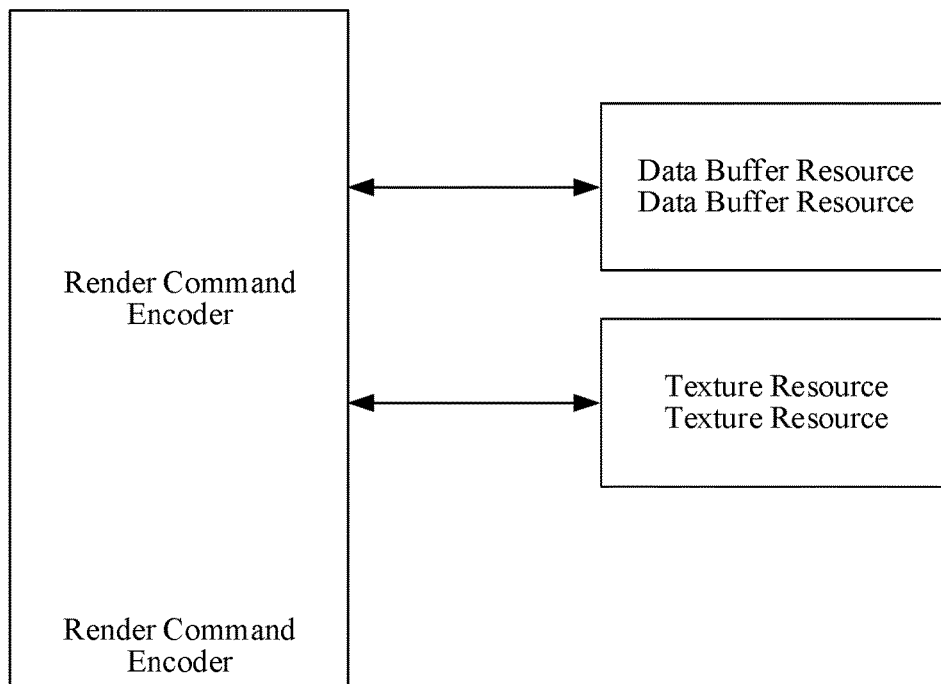 Data Buffer Resource
Data Buffer Resource
Render Command
Encoder
Texture Resource
Texture Resource
Render Command
Encoder